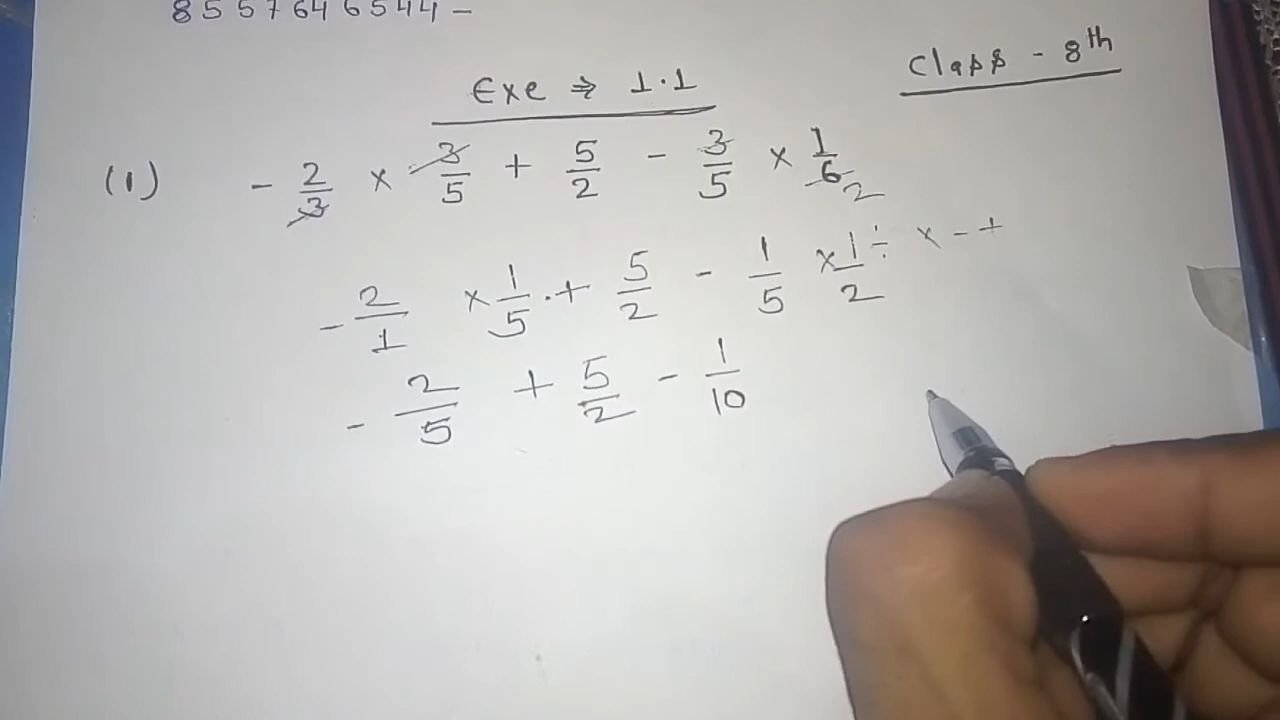 8557646544-
Class - 8th
Exe ⇒ 1.1
(1) - 2/3 × 3/5 + 5/2 - 3/5 × 1/6 2
- 2/1 × 1/5 . + 5/2 - 1/5 × 1/2 ÷ × - +
- 2/5 + 5/2 - 1/10